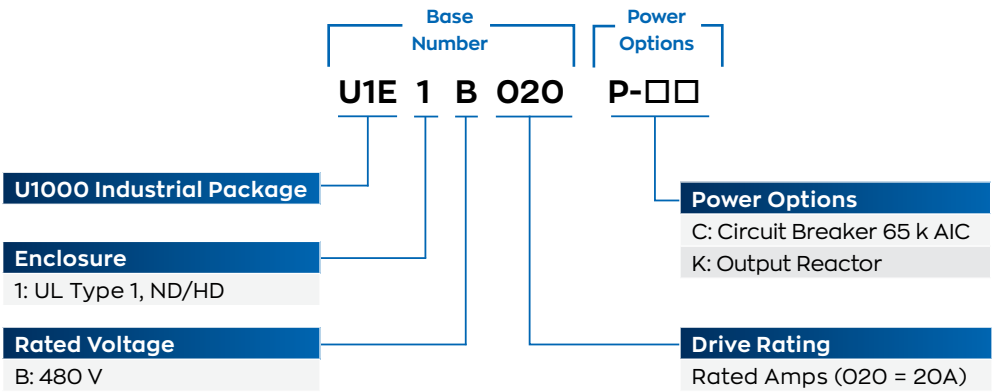 Base
Number
Power
Options
U1E 1 B 020 P-□□
U1000 Industrial Package
Enclosure
1: UL Type 1, ND/HD
Rated Voltage
B: 480 V
Power Options
C: Circuit Breaker 65 k AIC
K: Output Reactor
Drive Rating
Rated Amps (020 = 20A)